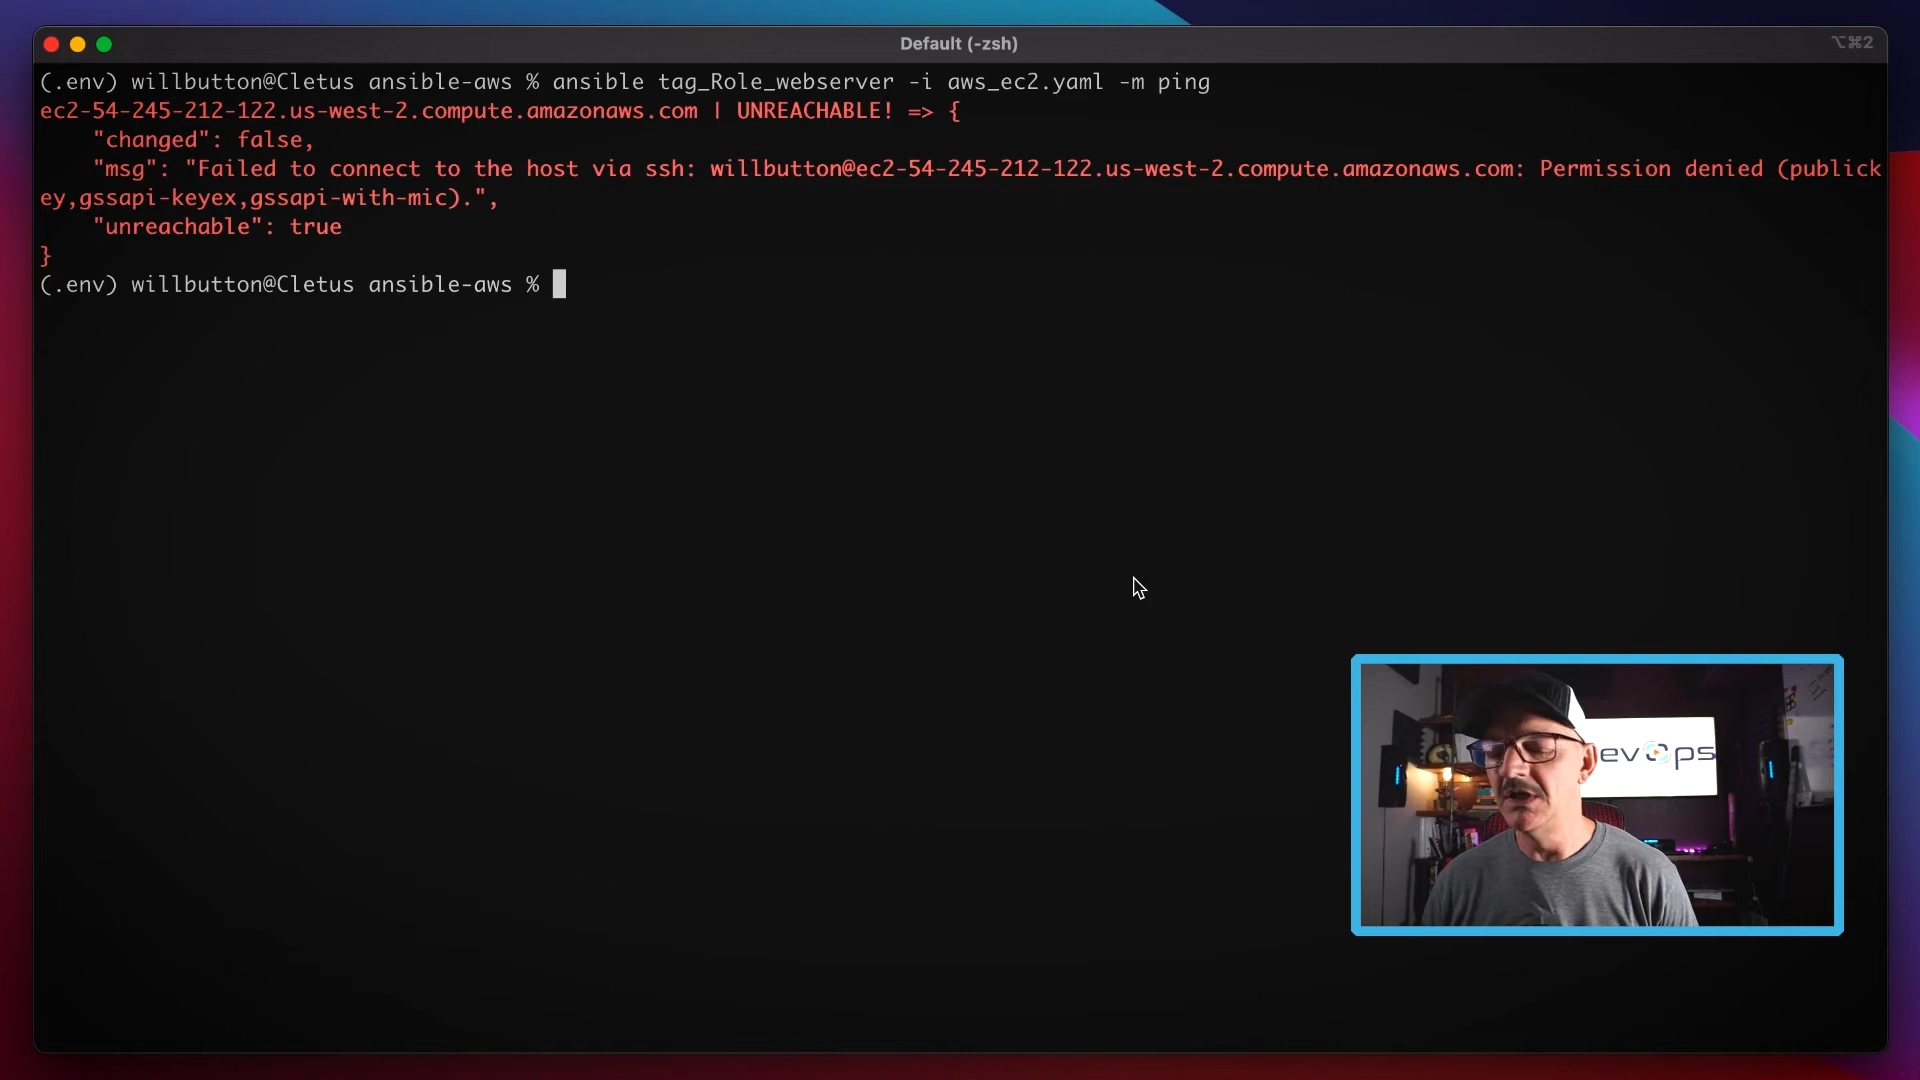 Default (-zsh)
⌥⌘2
(.env) willbutton@Cletus ansible-aws % ansible tag_Role_webserver -i aws_ec2.yaml -m ping
ec2-54-245-212-122.us-west-2.compute.amazonaws.com | UNREACHABLE! => {
    "changed": false,
    "msg": "Failed to connect to the host via ssh: willbutton@ec2-54-245-212-122.us-west-2.compute.amazonaws.com: Permission denied (publick
ey,gssapi-keyex,gssapi-with-mic).",
    "unreachable": true
}
(.env) willbutton@Cletus ansible-aws %
evOps